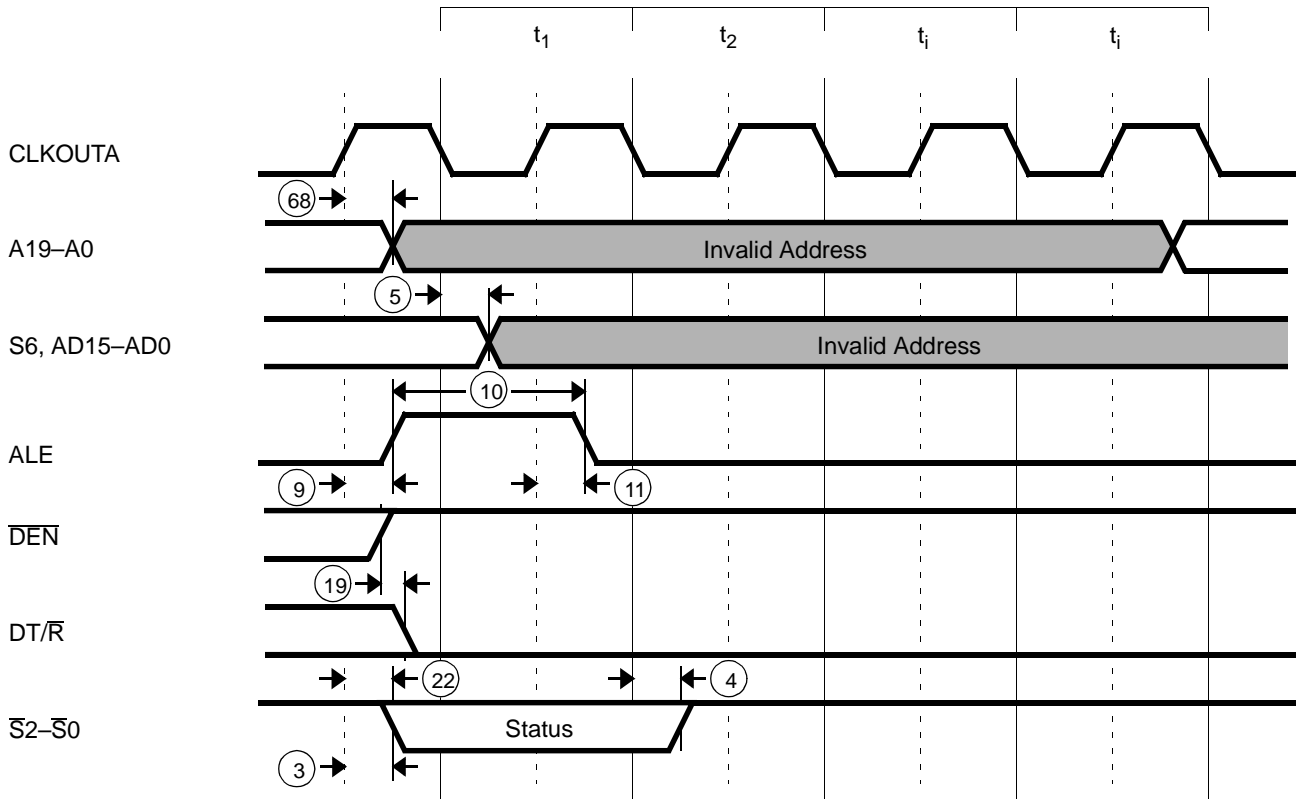 t1 t2 ti ti
CLKOUTA
68
A19–A0
Invalid Address
5
S6, AD15–AD0
Invalid Address
10
ALE
9 11
DEN
19
DT/R
22 4
S2–S0
Status
3